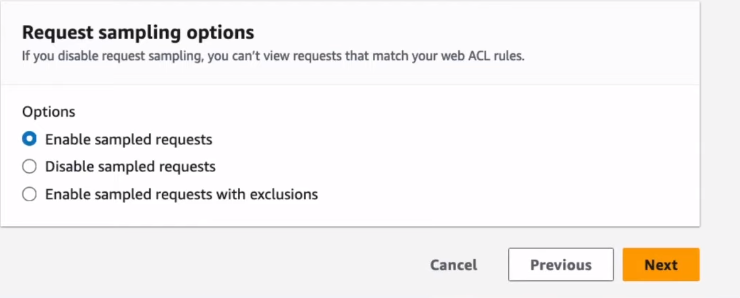 Request sampling options
If you disable request sampling, you can't view requests that match your web ACL rules.
Options
Enable sampled requests
Disable sampled requests
Enable sampled requests with exclusions
Cancel Previous Next